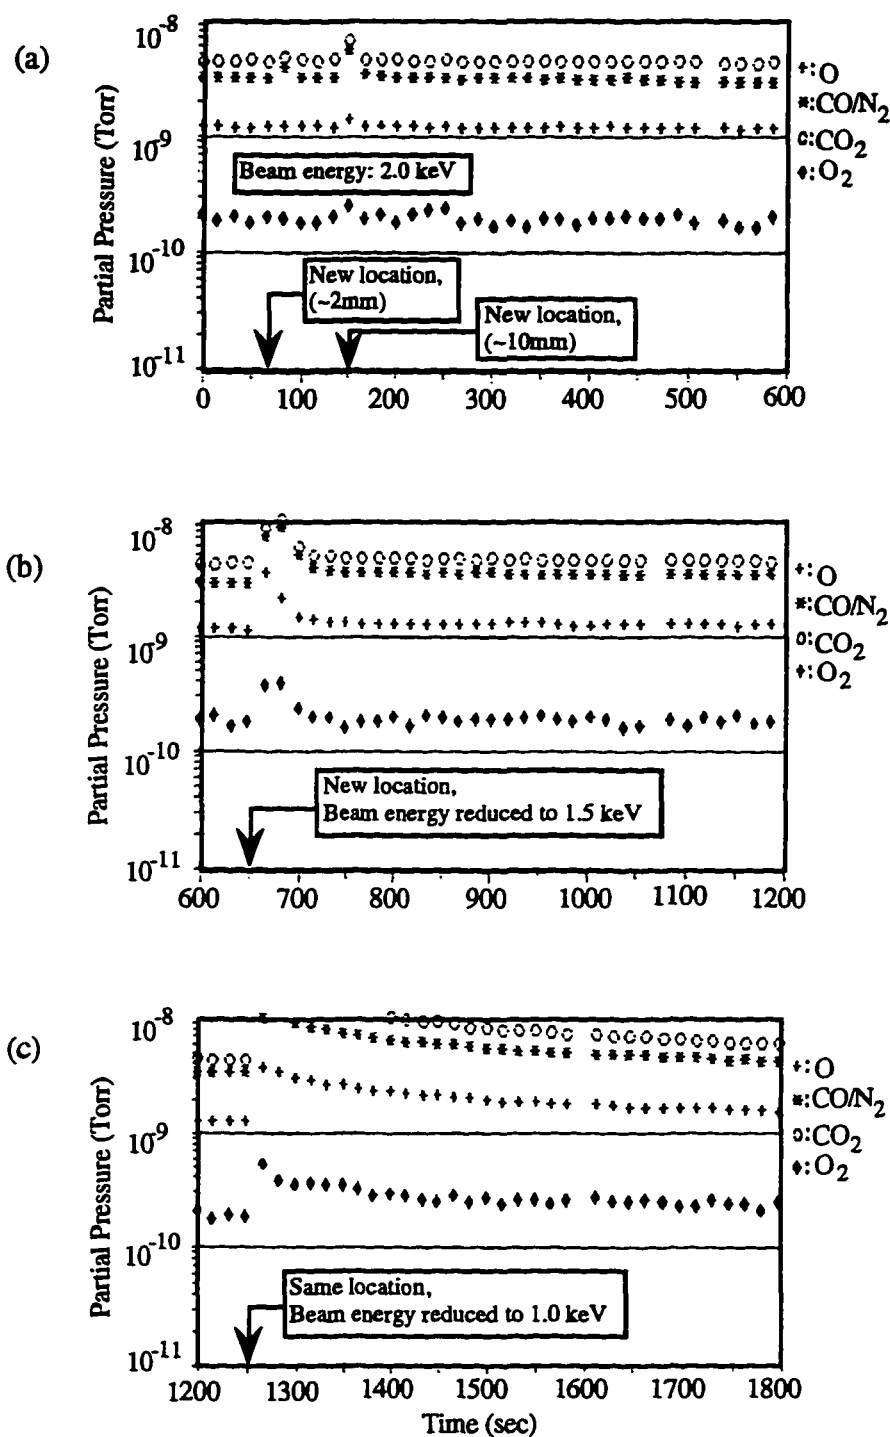 (a)
Partial Pressure (Torr)
10-8
10-9
10-10
10-11
Beam energy: 2.0 keV
New location,
(~2mm)
New location,
(~10mm)
0 100 200 300 400 500 600
+:O
*:CO/N2
o:CO2
♦:O2
(b)
Partial Pressure (Torr)
10-8
10-9
10-10
10-11
New location,
Beam energy reduced to 1.5 keV
600 700 800 900 1000 1100 1200
+:O
*:CO/N2
o:CO2
♦:O2
(c)
Partial Pressure (Torr)
10-8
10-9
10-10
10-11
Same location,
Beam energy reduced to 1.0 keV
1200 1300 1400 1500 1600 1700 1800
Time (sec)
+:O
*:CO/N2
o:CO2
♦:O2